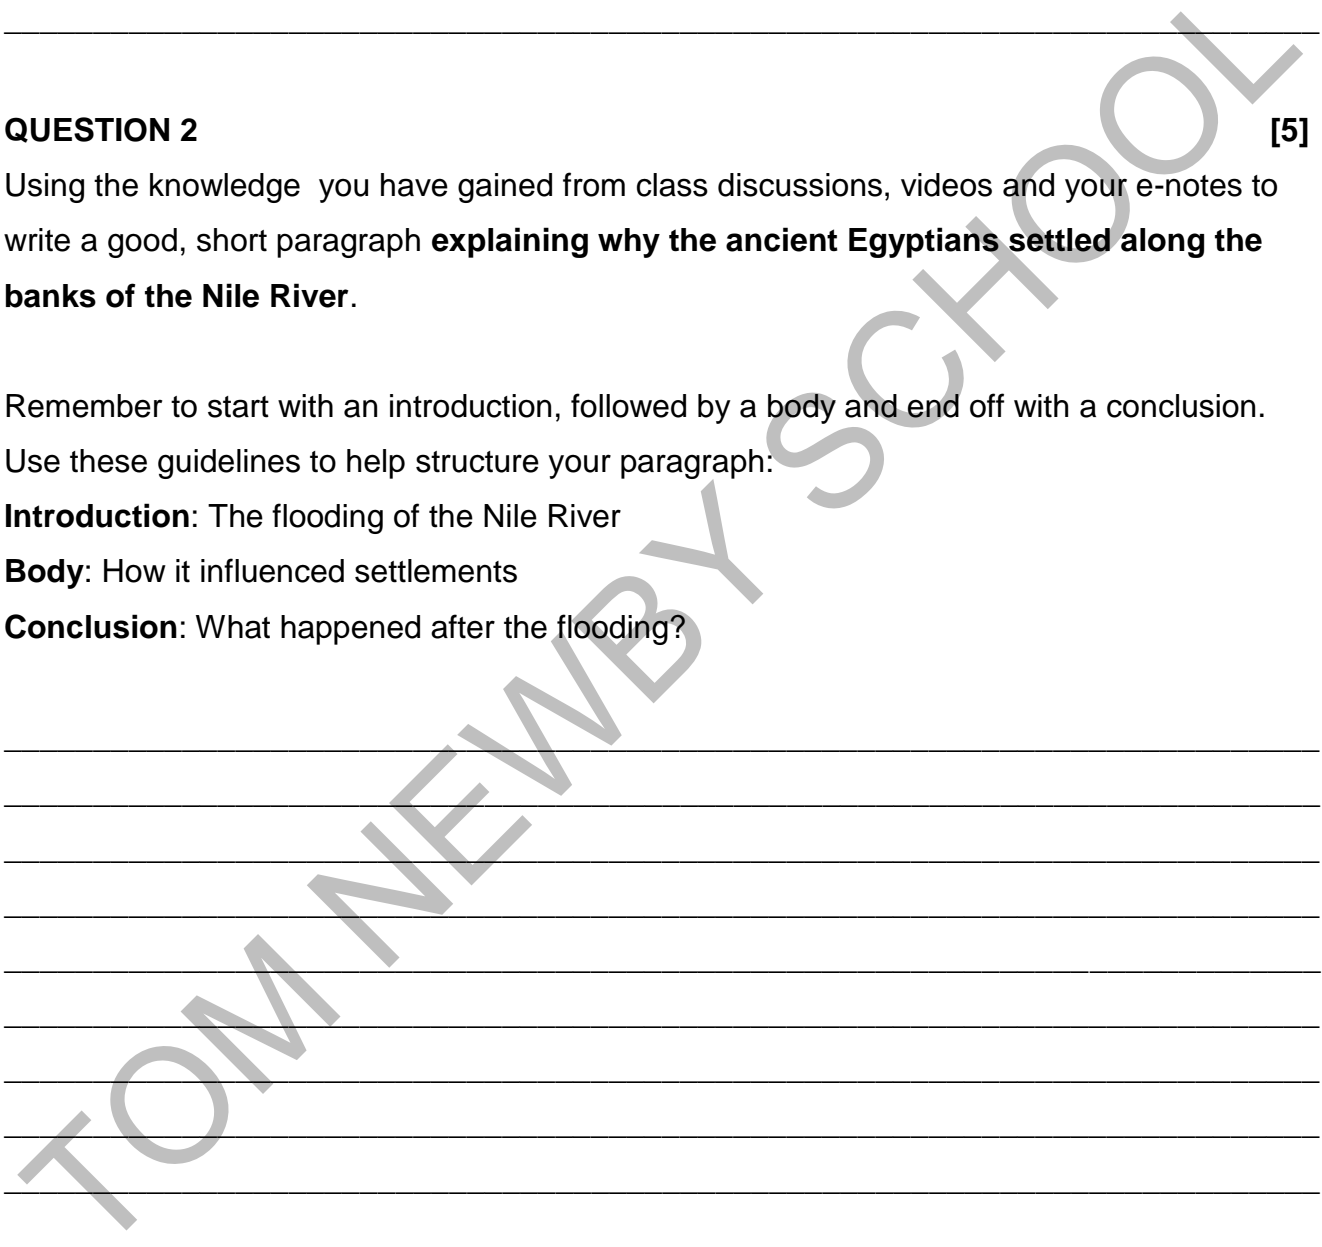 QUESTION 2 [5]
Using the knowledge  you have gained from class discussions, videos and your e-notes to
write a good, short paragraph explaining why the ancient Egyptians settled along the
banks of the Nile River.
Remember to start with an introduction, followed by a body and end off with a conclusion.
Use these guidelines to help structure your paragraph:
Introduction: The flooding of the Nile River
Body: How it influenced settlements
Conclusion: What happened after the flooding?
TOM NEWBY SCHOOL